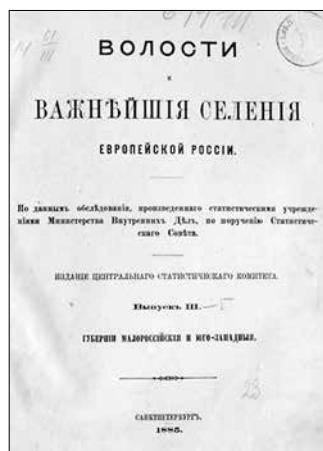 ВОЛОСТИ
И
ВАЖНѢЙШІЯ СЕЛЕНІЯ
ЕВРОПЕЙСКОЙ РОССІИ.
По даннымъ обслѣдованія, произведеннаго статистическими учрежде-
ніями Министерства Внутреннихъ Дѣлъ, по порученію Статистиче-
скаго Совѣта.
ИЗДАНІЕ ЦЕНТРАЛЬНАГО СТАТИСТИЧЕСКАГО КОМИТЕТА.
Выпускъ III.
ГУБЕРНІИ МАЛОРОССІЙСКІЯ И ЮГО-ЗАПАДНЫЯ.
23
САНКТПЕТЕРБУРГЪ.
1885.